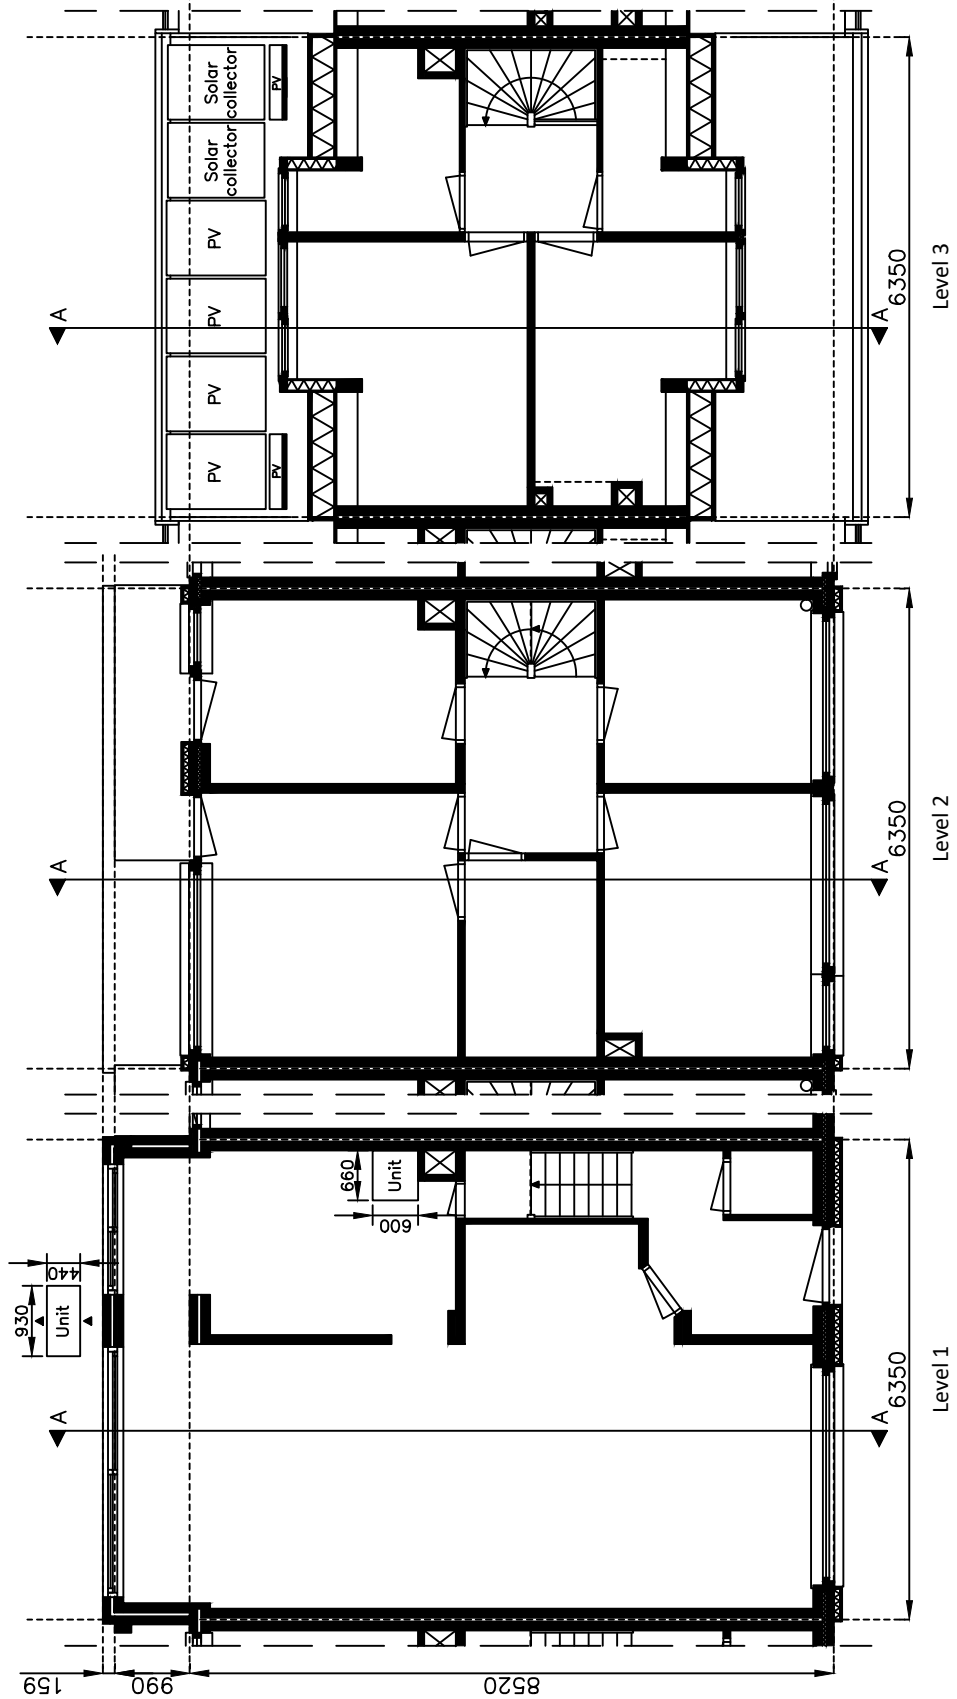 Solar
collector
PV
Solar
collector
PV
PV
PV
PV
PV
A
A
6350
Level 3
A
A
6350
Level 2
660
Unit
600
440
930
Unit
A
A
6350
Level 1
159
990
8520